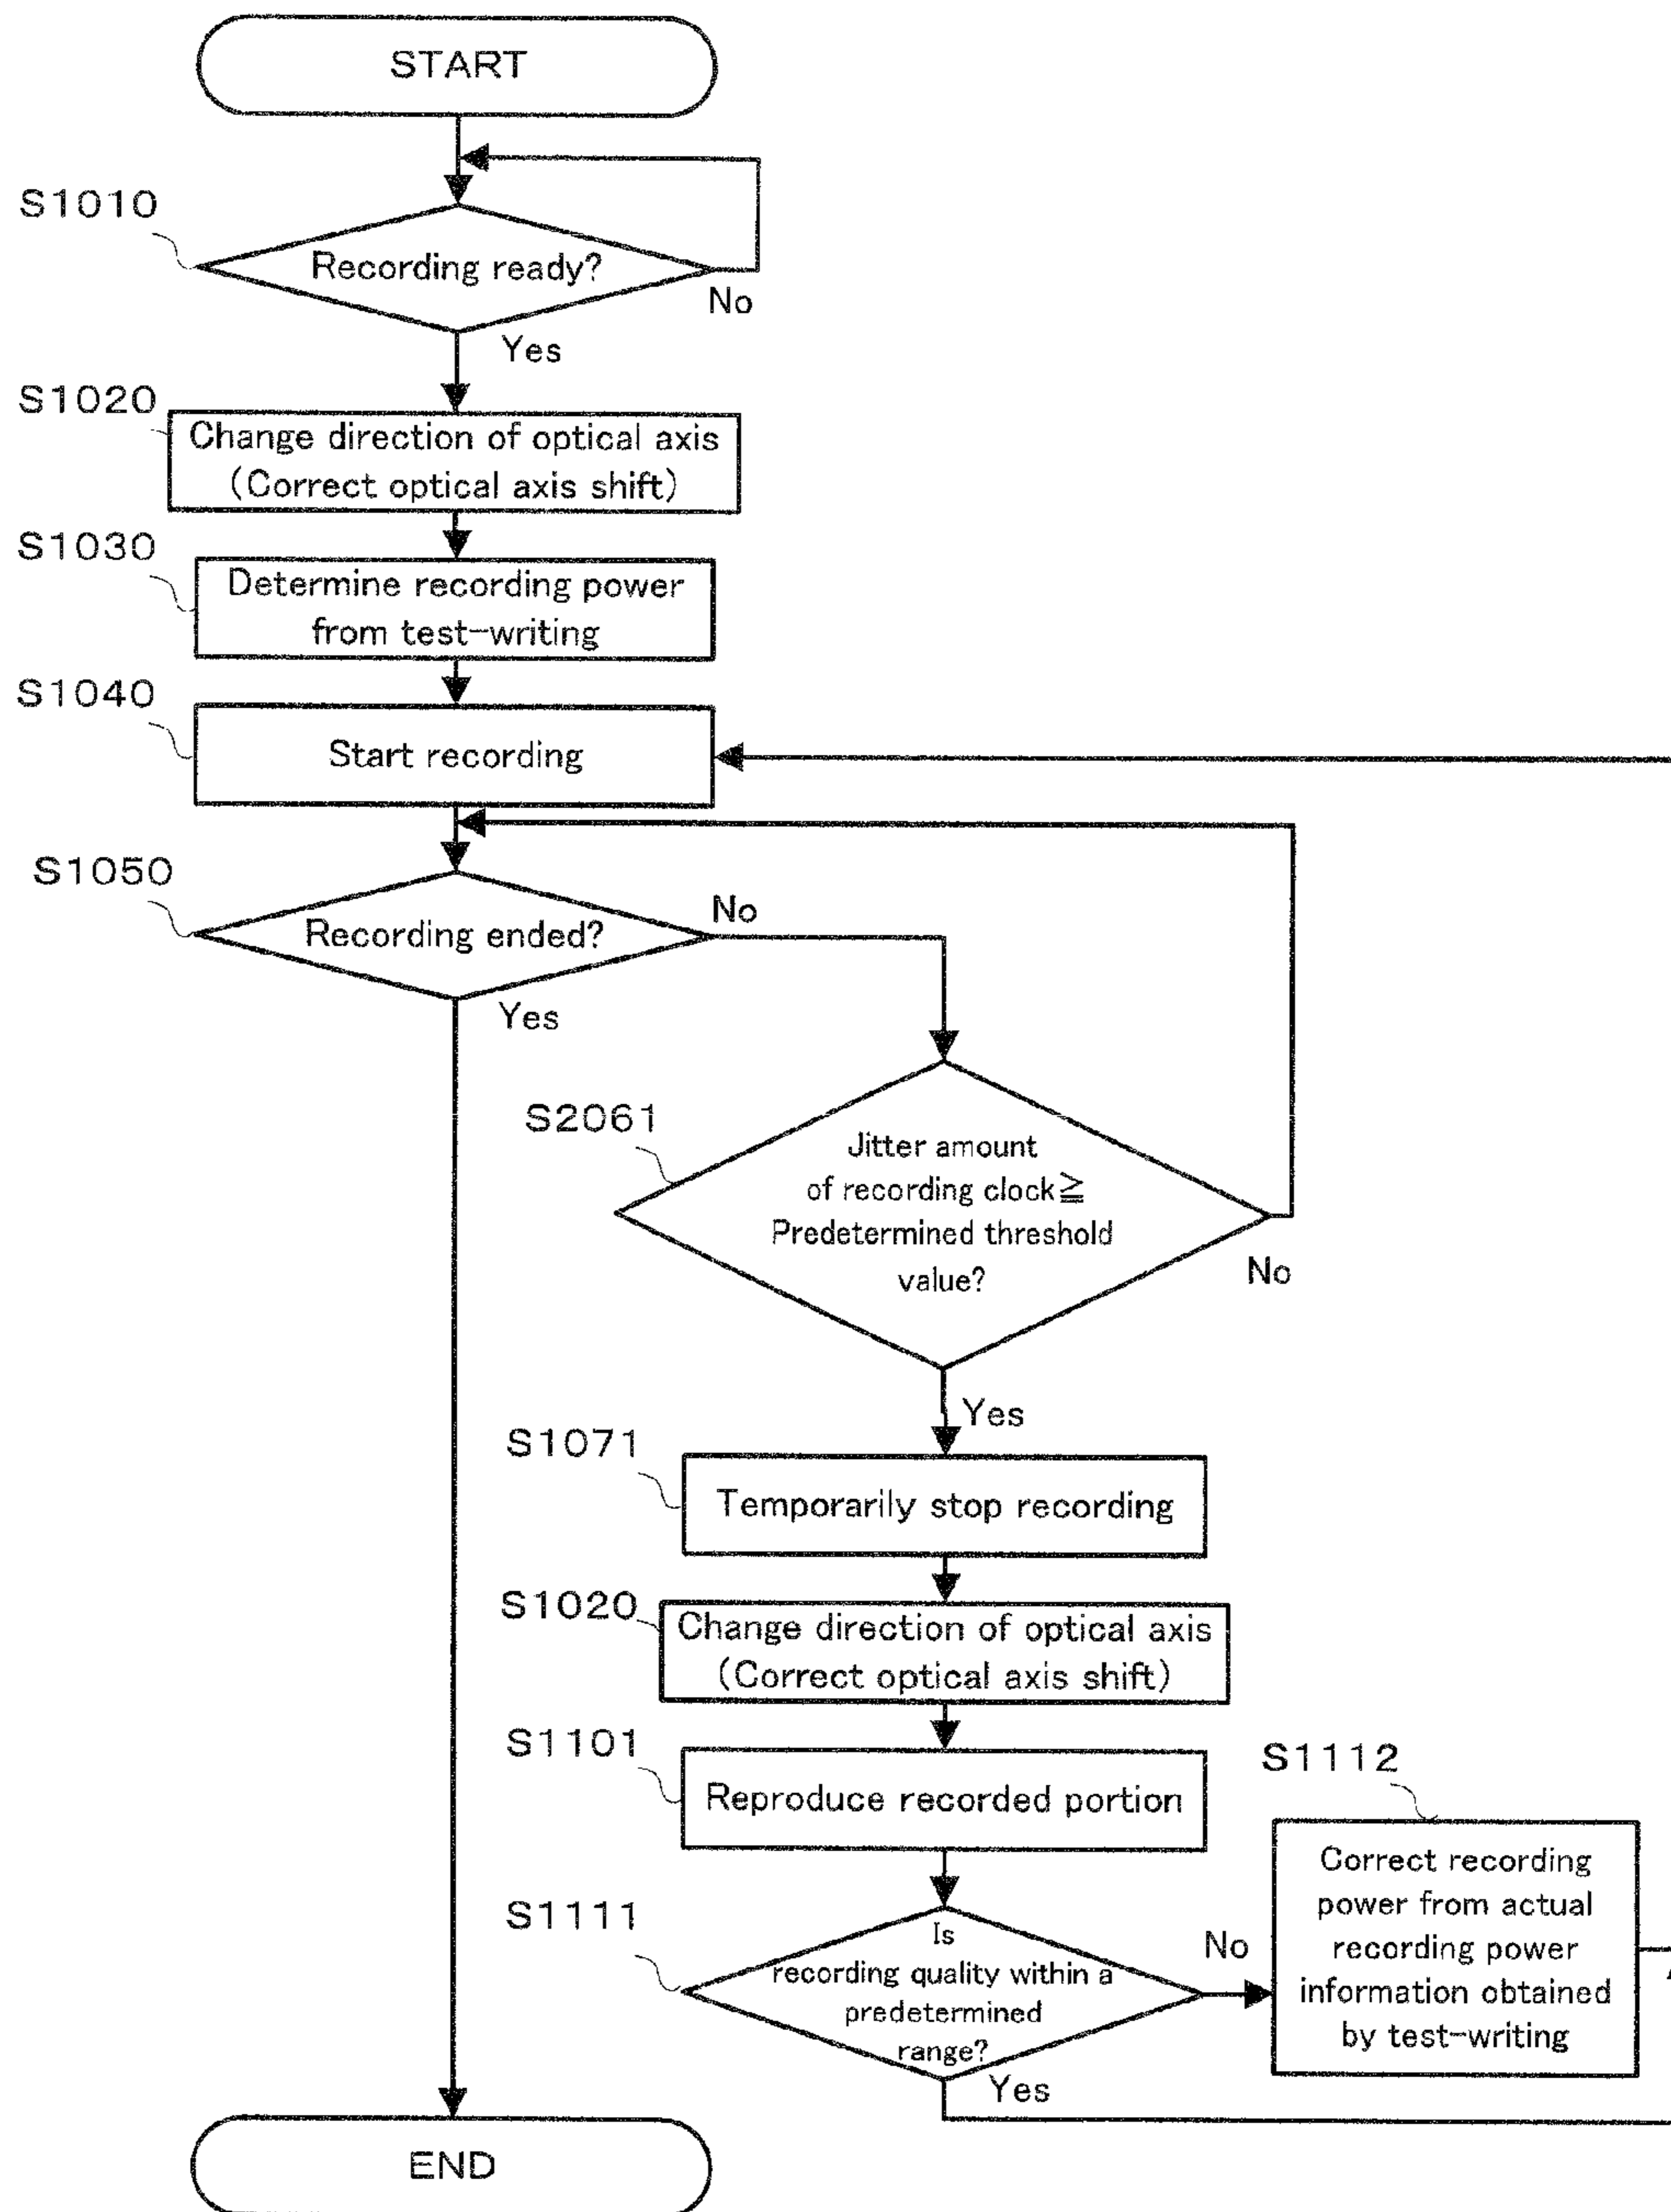 START
S1010
Recording ready?
No
Yes
S1020
Change direction of optical axis
(Correct optical axis shift)
S1030
Determine recording power
from test-writing
S1040
Start recording
S1050
Recording ended?
No
Yes
S2061
Jitter amount
of recording clock≧
Predetermined threshold
value?
No
Yes
S1071
Temporarily stop recording
S1020
Change direction of optical axis
(Correct optical axis shift)
S1101
Reproduce recorded portion
S1112
Correct recording
power from actual
recording power
information obtained
by test-writing
S1111
Is
recording quality within a
predetermined
range?
No
Yes
END